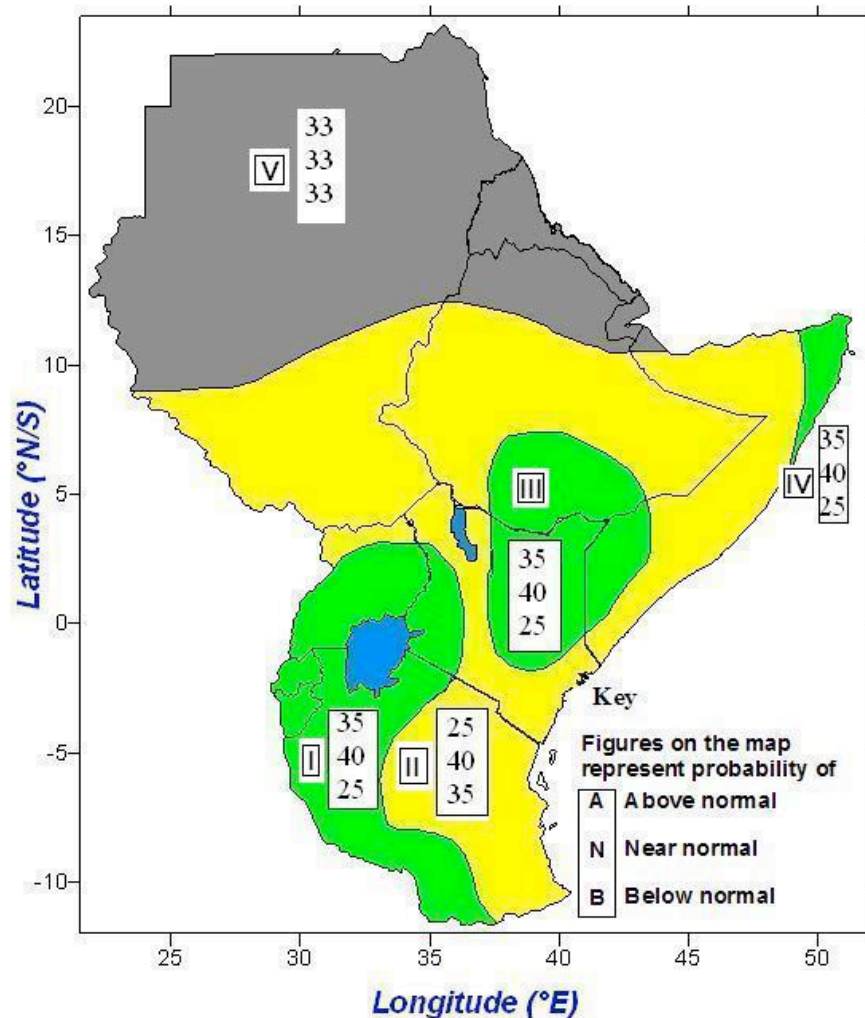 20
15
10
5
0
-5
-10
Latitude (°N/S)
V
33
33
33
III
35
40
25
IV
35
40
25
I
35
40
25
II
25
40
35
Key
Figures on the map
represent probability of
A Above normal
N Near normal
B Below normal
25 30 35 40 45 50
Longitude (°E)